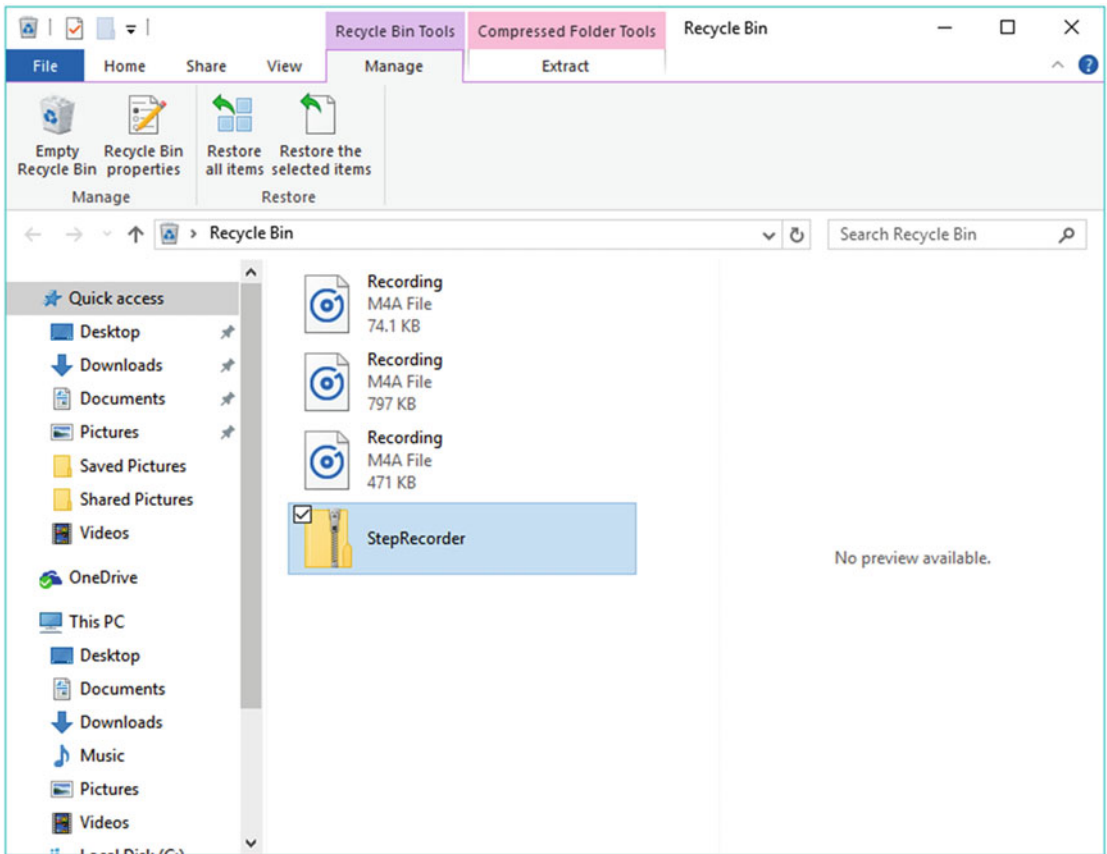 Recycle Bin Tools
Compressed Folder Tools
Recycle Bin
File
Home
Share
View
Manage
Extract
Empty
Recycle Bin
Recycle Bin
properties
Restore
all items
Restore the
selected items
Manage
Restore
Recycle Bin
Search Recycle Bin
Quick access
Desktop
Downloads
Documents
Pictures
Saved Pictures
Shared Pictures
Videos
OneDrive
This PC
Desktop
Documents
Downloads
Music
Pictures
Videos
Local Disk (C:)
Recording
M4A File
74.1 KB
Recording
M4A File
797 KB
Recording
M4A File
471 KB
StepRecorder
No preview available.